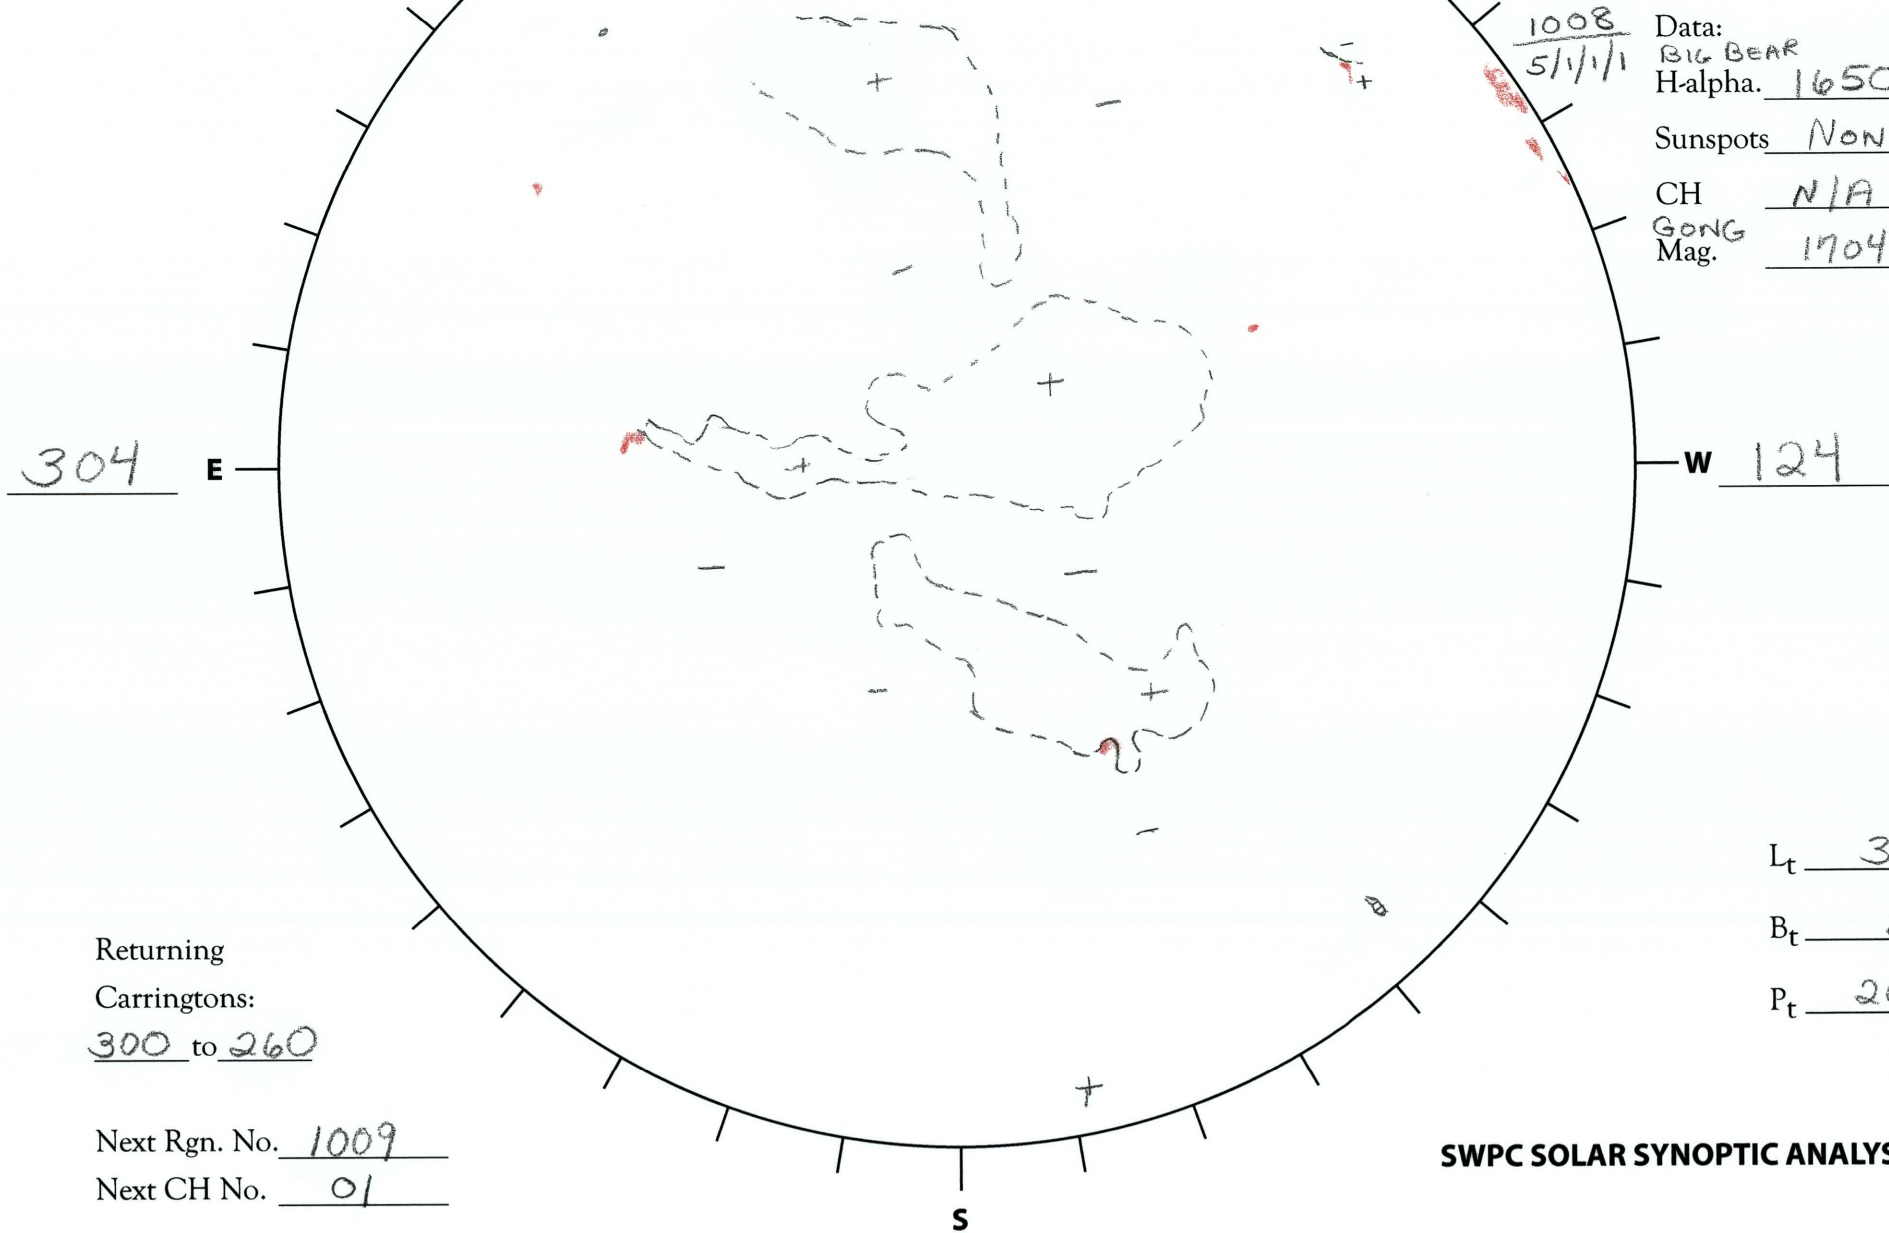 1008
5/1/1/1
Data:
BIG BEAR
H-alpha. 1650
Sunspots NON
CH N/A
GONG
Mag. 1704
304 E
W 124
+
-
-
+
-
+
+
-
-
-
+
-
+
Lt 3
Bt
Pt 2
Returning
Carringtons:
300 to 260
Next Rgn. No. 1009
Next CH No. 01
S
SWPC SOLAR SYNOPTIC ANALYS